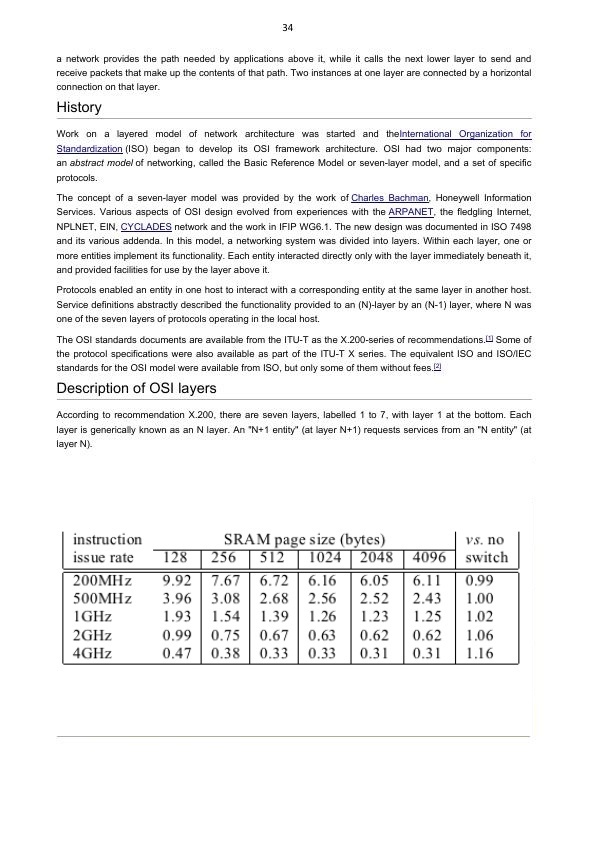 34
a network provides the path needed by applications above it, while it calls the next lower layer to send and
receive packets that make up the contents of that path. Two instances at one layer are connected by a horizontal
connection on that layer.
History
Work on a layered model of network architecture was started and theInternational Organization for
Standardization (ISO) began to develop its OSI framework architecture. OSI had two major components:
an abstract model of networking, called the Basic Reference Model or seven-layer model, and a set of specific
protocols.
The concept of a seven-layer model was provided by the work of Charles Bachman, Honeywell Information
Services. Various aspects of OSI design evolved from experiences with the ARPANET, the fledgling Internet,
NPLNET, EIN, CYCLADES network and the work in IFIP WG6.1. The new design was documented in ISO 7498
and its various addenda. In this model, a networking system was divided into layers. Within each layer, one or
more entities implement its functionality. Each entity interacted directly only with the layer immediately beneath it,
and provided facilities for use by the layer above it.
Protocols enabled an entity in one host to interact with a corresponding entity at the same layer in another host.
Service definitions abstractly described the functionality provided to an (N)-layer by an (N-1) layer, where N was
one of the seven layers of protocols operating in the local host.
The OSI standards documents are available from the ITU-T as the X.200-series of recommendations.[1] Some of
the protocol specifications were also available as part of the ITU-T X series. The equivalent ISO and ISO/IEC
standards for the OSI model were available from ISO, but only some of them without fees.[2]
Description of OSI layers
According to recommendation X.200, there are seven layers, labelled 1 to 7, with layer 1 at the bottom. Each
layer is generically known as an N layer. An "N+1 entity" (at layer N+1) requests services from an "N entity" (at
layer N).
instruction SRAM page size (bytes) vs. no
issue rate 128 256 512 1024 2048 4096 switch
200MHz 9.92 7.67 6.72 6.16 6.05 6.11 0.99
500MHz 3.96 3.08 2.68 2.56 2.52 2.43 1.00
1GHz 1.93 1.54 1.39 1.26 1.23 1.25 1.02
2GHz 0.99 0.75 0.67 0.63 0.62 0.62 1.06
4GHz 0.47 0.38 0.33 0.33 0.31 0.31 1.16